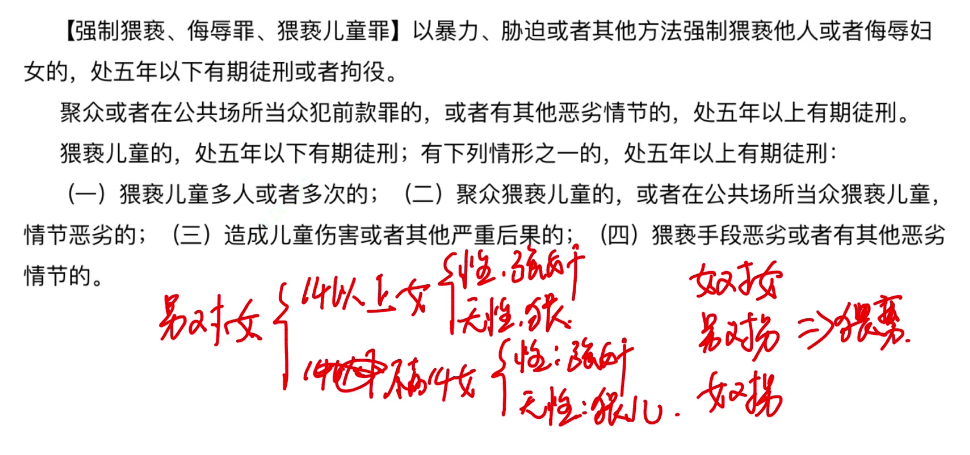 【强制猥亵、侮辱罪、猥亵儿童罪】以暴力、胁迫或者其他方法强制猥亵他人或者侮辱妇
女的，处五年以下有期徒刑或者拘役。
聚众或者在公共场所当众犯前款罪的，或者有其他恶劣情节的，处五年以上有期徒刑。
猥亵儿童的，处五年以下有期徒刑；有下列情形之一的，处五年以上有期徒刑：
（一）猥亵儿童多人或者多次的；（二）聚众猥亵儿童的，或者在公共场所当众猥亵儿童，
情节恶劣的；（三）造成儿童伤害或者其他严重后果的；（四）猥亵手段恶劣或者有其他恶劣
情节的。
男对女
14以上女
性：强奸
无性：猥
不满14女
性：强奸
无性：猥儿
女对女
男对男 => 猥亵
女对男